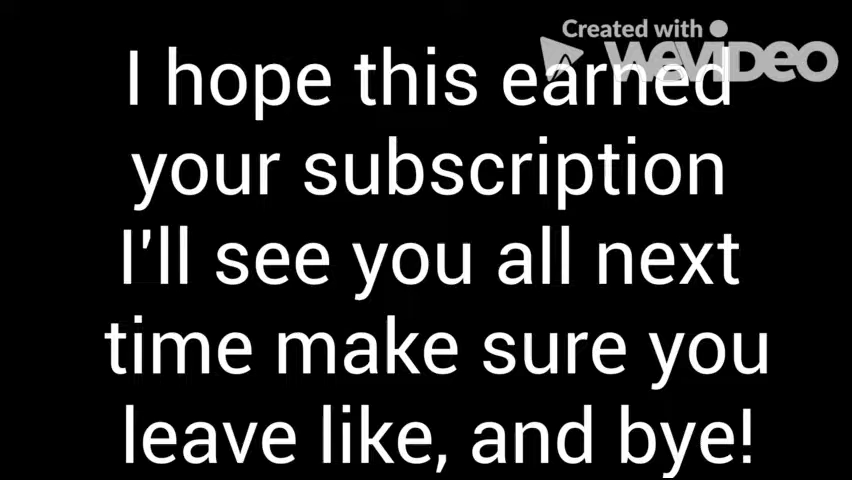 Created with
WEVIDEO
I hope this earned
your subscription
I'll see you all next
time make sure you
leave like, and bye!